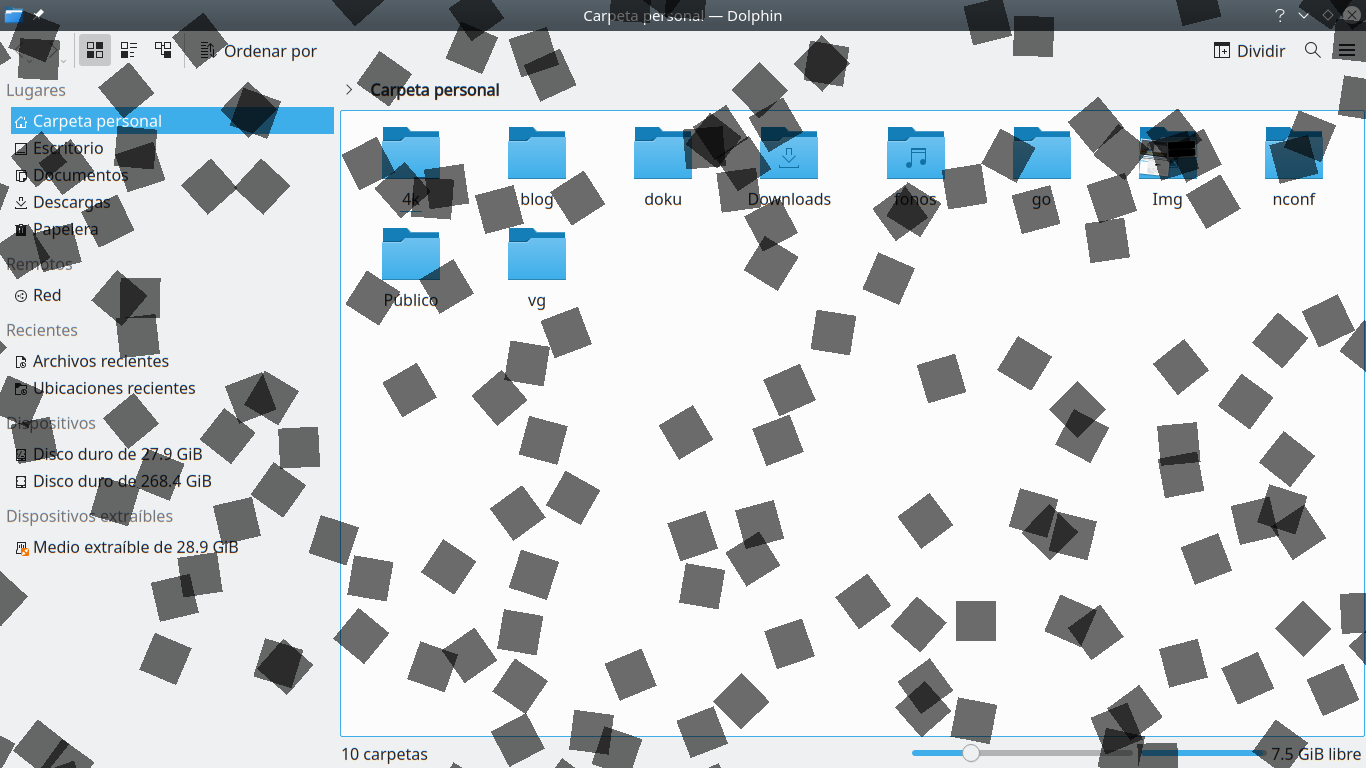 Carpeta personal — Dolphin
Ordenar por
Dividir
Lugares
Carpeta personal
Carpeta personal
Escritorio
Documentos
Descargas
Papelera
Remotos
Red
Recientes
Archivos recientes
Ubicaciones recientes
Dispositivos
Disco duro de 27.9 GiB
Disco duro de 268.4 GiB
Dispositivos extraíbles
Medio extraíble de 28.9 GiB
4k
blog
doku
Downloads
fonos
go
Img
nconf
Público
vg
10 carpetas
7.5 GiB libre